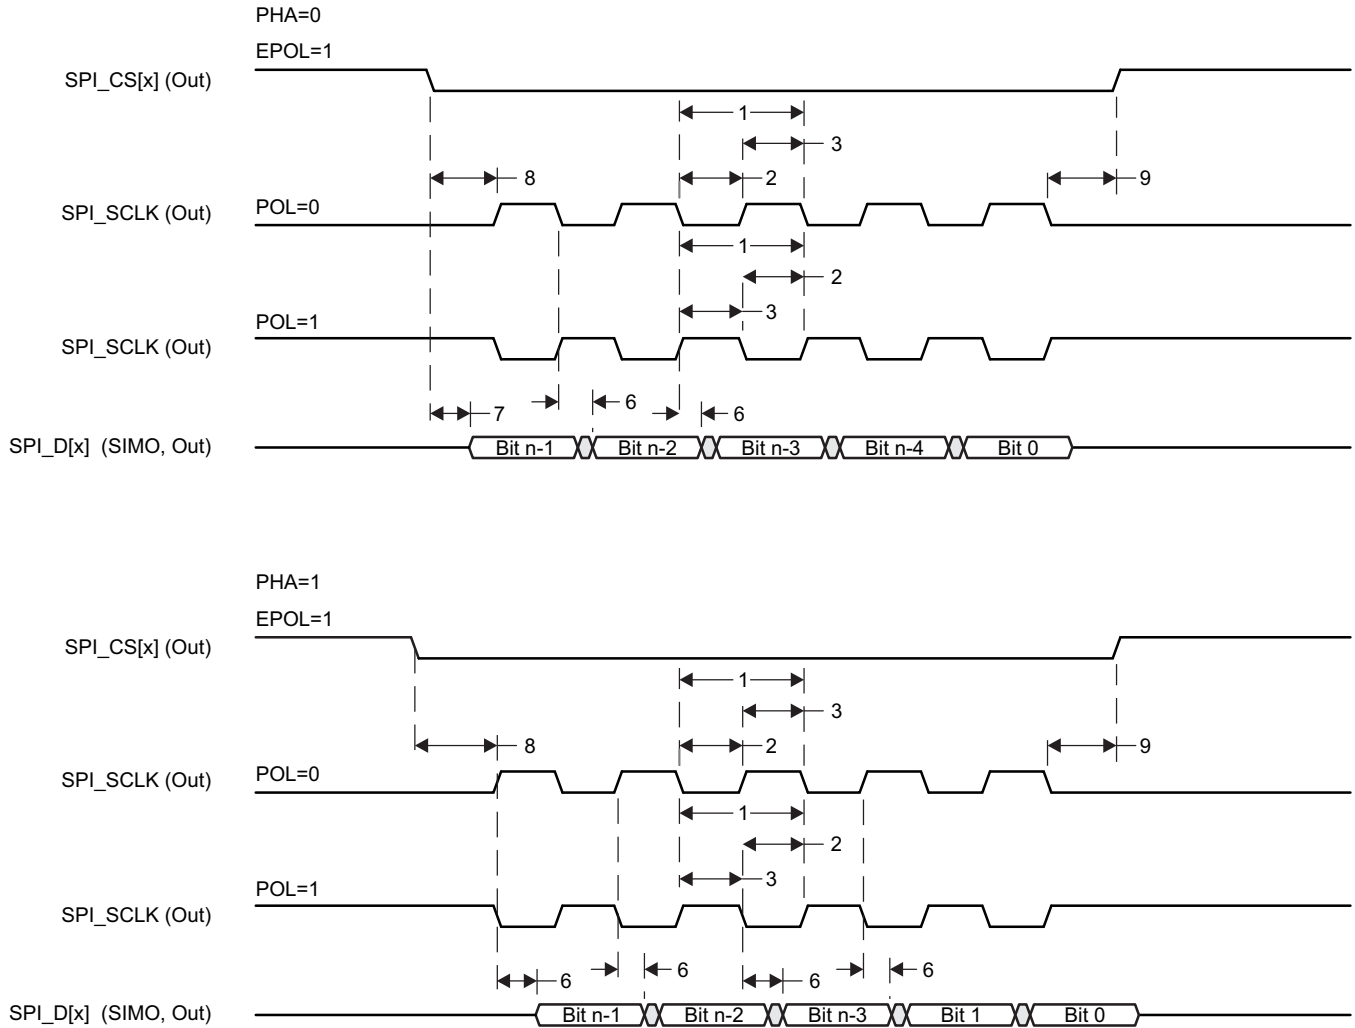 PHA=0
EPOL=1
SPI_CS[x] (Out)
1
3
8
2
9
SPI_SCLK (Out)
POL=0
1
2
3
POL=1
SPI_SCLK (Out)
7
6
6
SPI_D[x] (SIMO, Out)
Bit n-1
Bit n-2
Bit n-3
Bit n-4
Bit 0
PHA=1
EPOL=1
SPI_CS[x] (Out)
1
3
8
2
9
SPI_SCLK (Out)
POL=0
1
2
3
POL=1
SPI_SCLK (Out)
6
6
6
6
SPI_D[x] (SIMO, Out)
Bit n-1
Bit n-2
Bit n-3
Bit 1
Bit 0